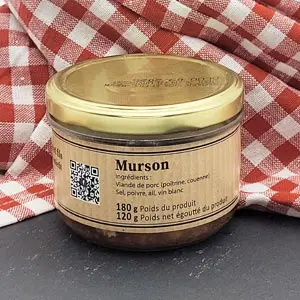 Murson
Ingrédients :
Viande de porc (poitrine, couenne)
Sel, poivre, ail, vin blanc
180 g Poids du produit
120 g Poids net égoutté du produit